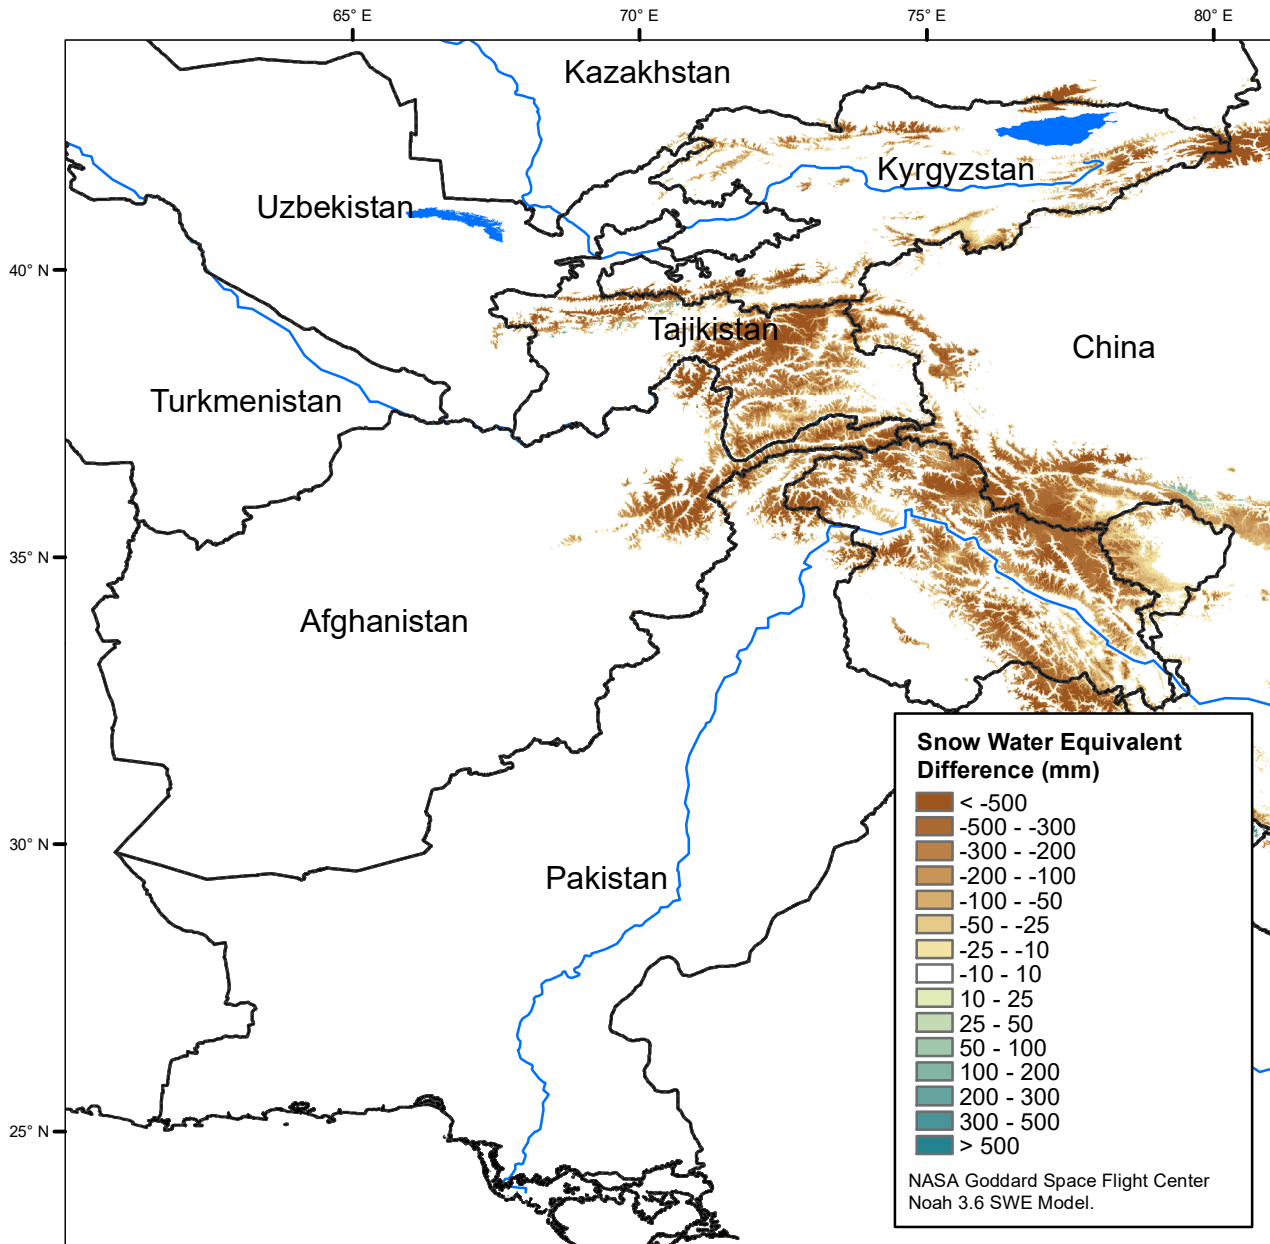 65° E
70° E
75° E
80° E
Kazakhstan
Kyrgyzstan
Uzbekistan
40° N
Tajikistan
China
Turkmenistan
35° N
Afghanistan
30° N
Pakistan
25° N
Snow Water Equivalent
Difference (mm)
< -500
-500 - -300
-300 - -200
-200 - -100
-100 - -50
-50 - -25
-25 - -10
-10 - 10
10 - 25
25 - 50
50 - 100
100 - 200
200 - 300
300 - 500
> 500
NASA Goddard Space Flight Center
Noah 3.6 SWE Model.